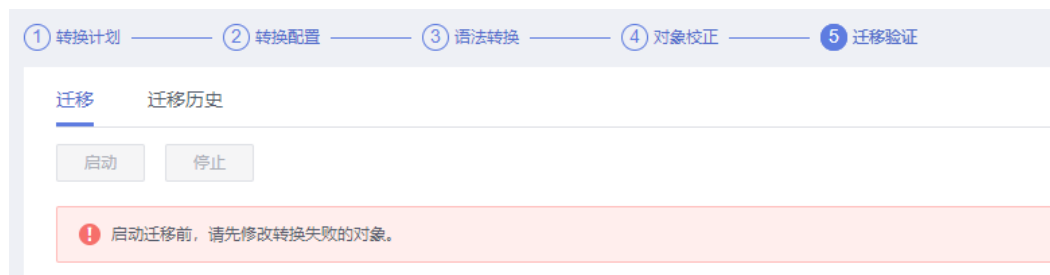 1 转换计划 2 转换配置 3 语法转换 4 对象校正 5 迁移验证
迁移 迁移历史
启动 停止
! 启动迁移前，请先修改转换失败的对象。